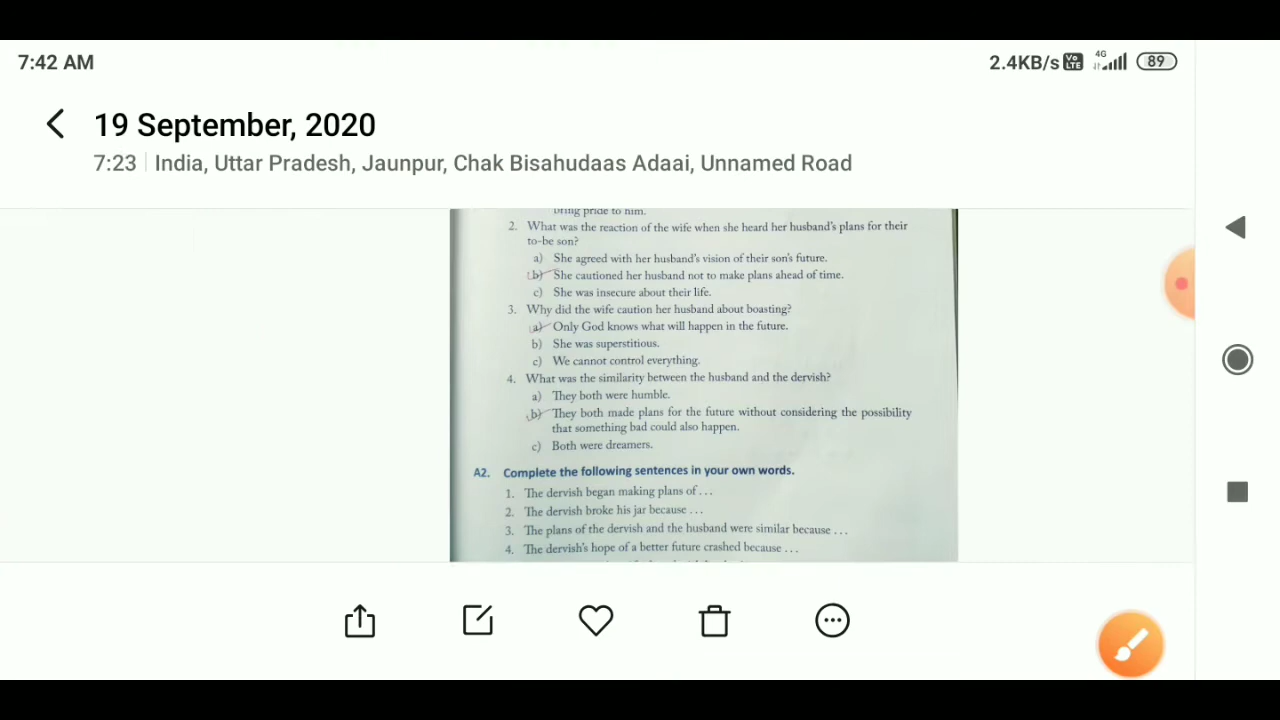 7:42 AM
2.4KB/s Vo LTE 4G 89
19 September, 2020
7:23 India, Uttar Pradesh, Jaunpur, Chak Bisahudaas Adaai, Unnamed Road
bring pride to him.
2. What was the reaction of the wife when she heard her husband's plans for their
to-be son?
a) She agreed with her husband's vision of their son's future.
b) She cautioned her husband not to make plans ahead of time.
c) She was insecure about their life.
3. Why did the wife caution her husband about boasting?
a) Only God knows what will happen in the future.
b) She was superstitious.
c) We cannot control everything.
4. What was the similarity between the husband and the dervish?
a) They both were humble.
b) They both made plans for the future without considering the possibility
that something bad could also happen.
c) Both were dreamers.
A2. Complete the following sentences in your own words.
1. The dervish began making plans of ...
2. The dervish broke his jar because ...
3. The plans of the dervish and the husband were similar because ...
4. The dervish's hope of a better future crashed because ...